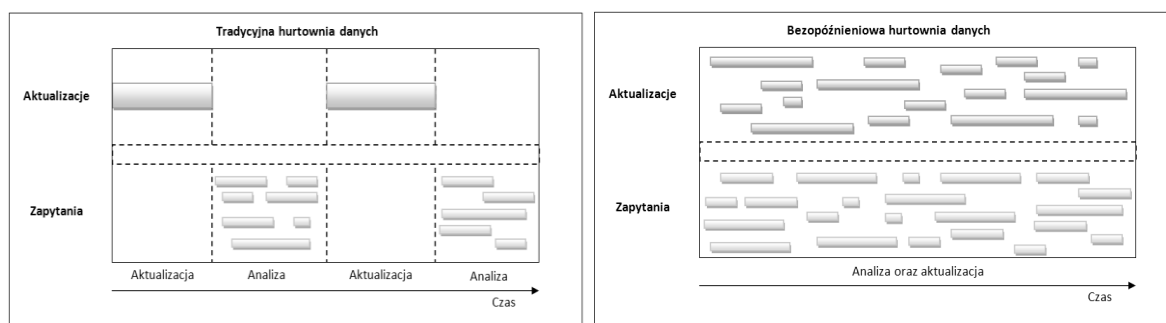 Tradycyjna hurtownia danych
Aktualizacje
Zapytania
Aktualizacja Analiza Aktualizacja Analiza
Czas
Bezopóźnieniowa hurtownia danych
Aktualizacje
Zapytania
Analiza oraz aktualizacja
Czas